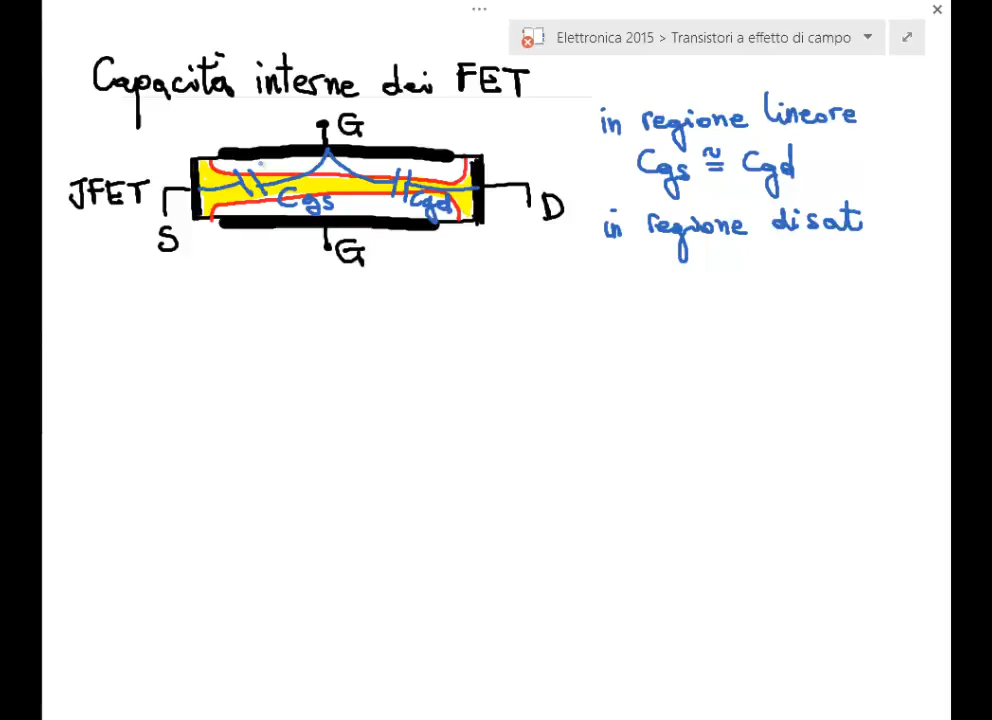 Elettronica 2015 > Transistori a effetto di campo
Capacità interne dei FET
G
JFET
S
Cgs
Cgd
D
G
in regione lineare
Cgs ≅ Cgd
in regione di sat